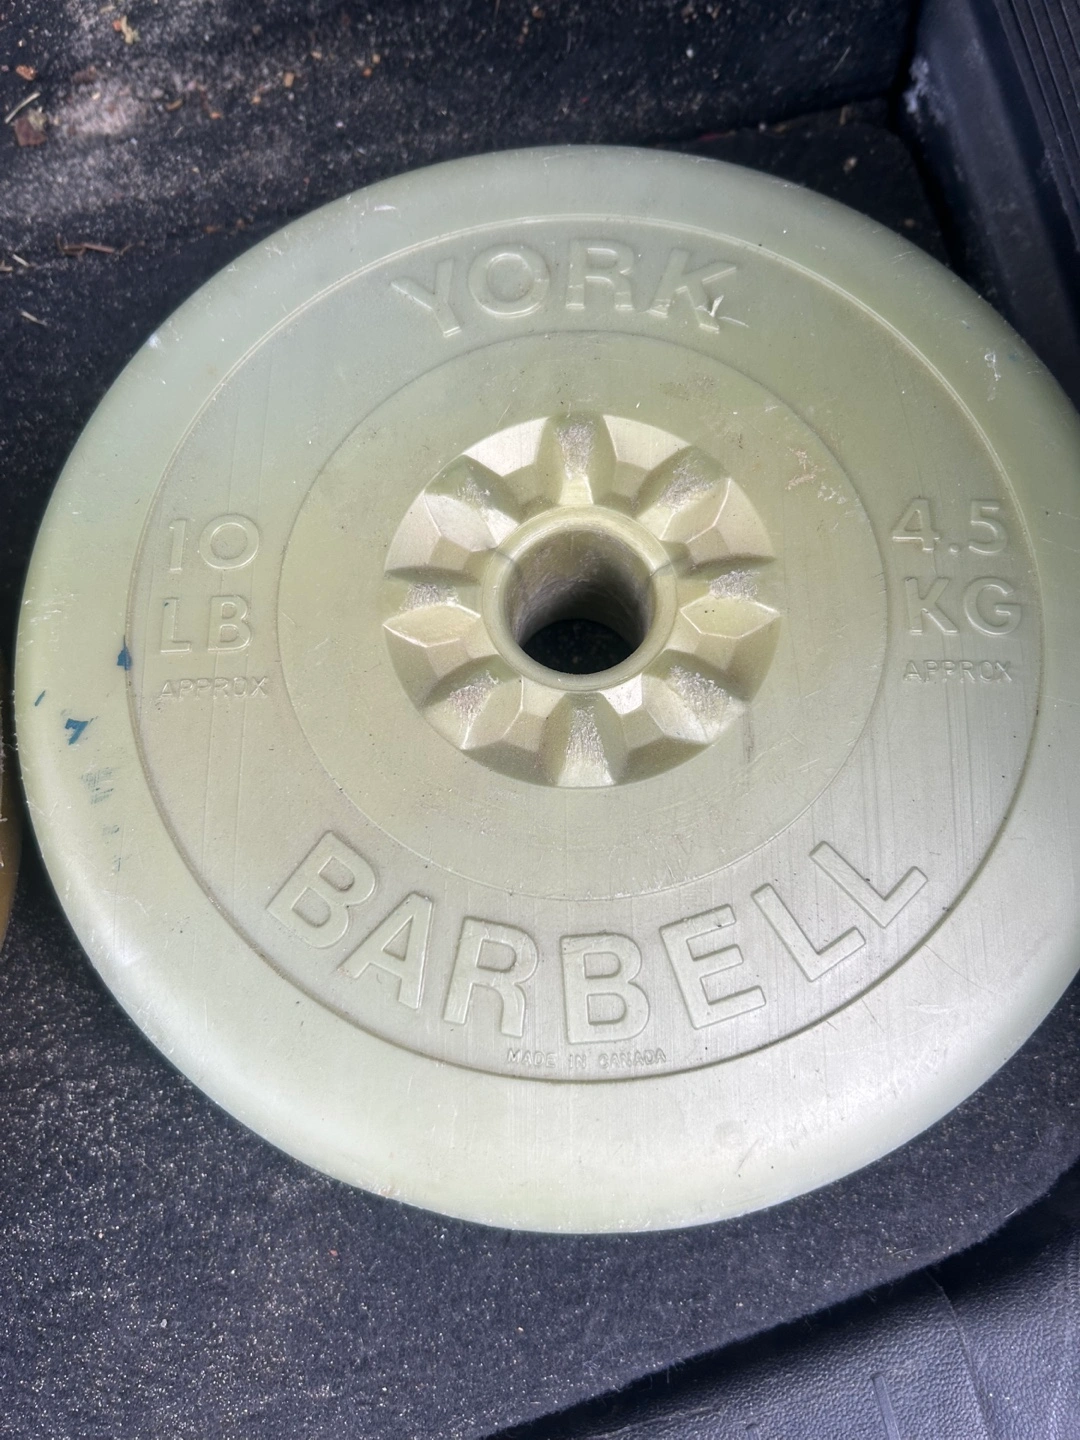 YORK
10
LB
APPROX
4.5
KG
APPROX
BARBELL
MADE IN CANADA